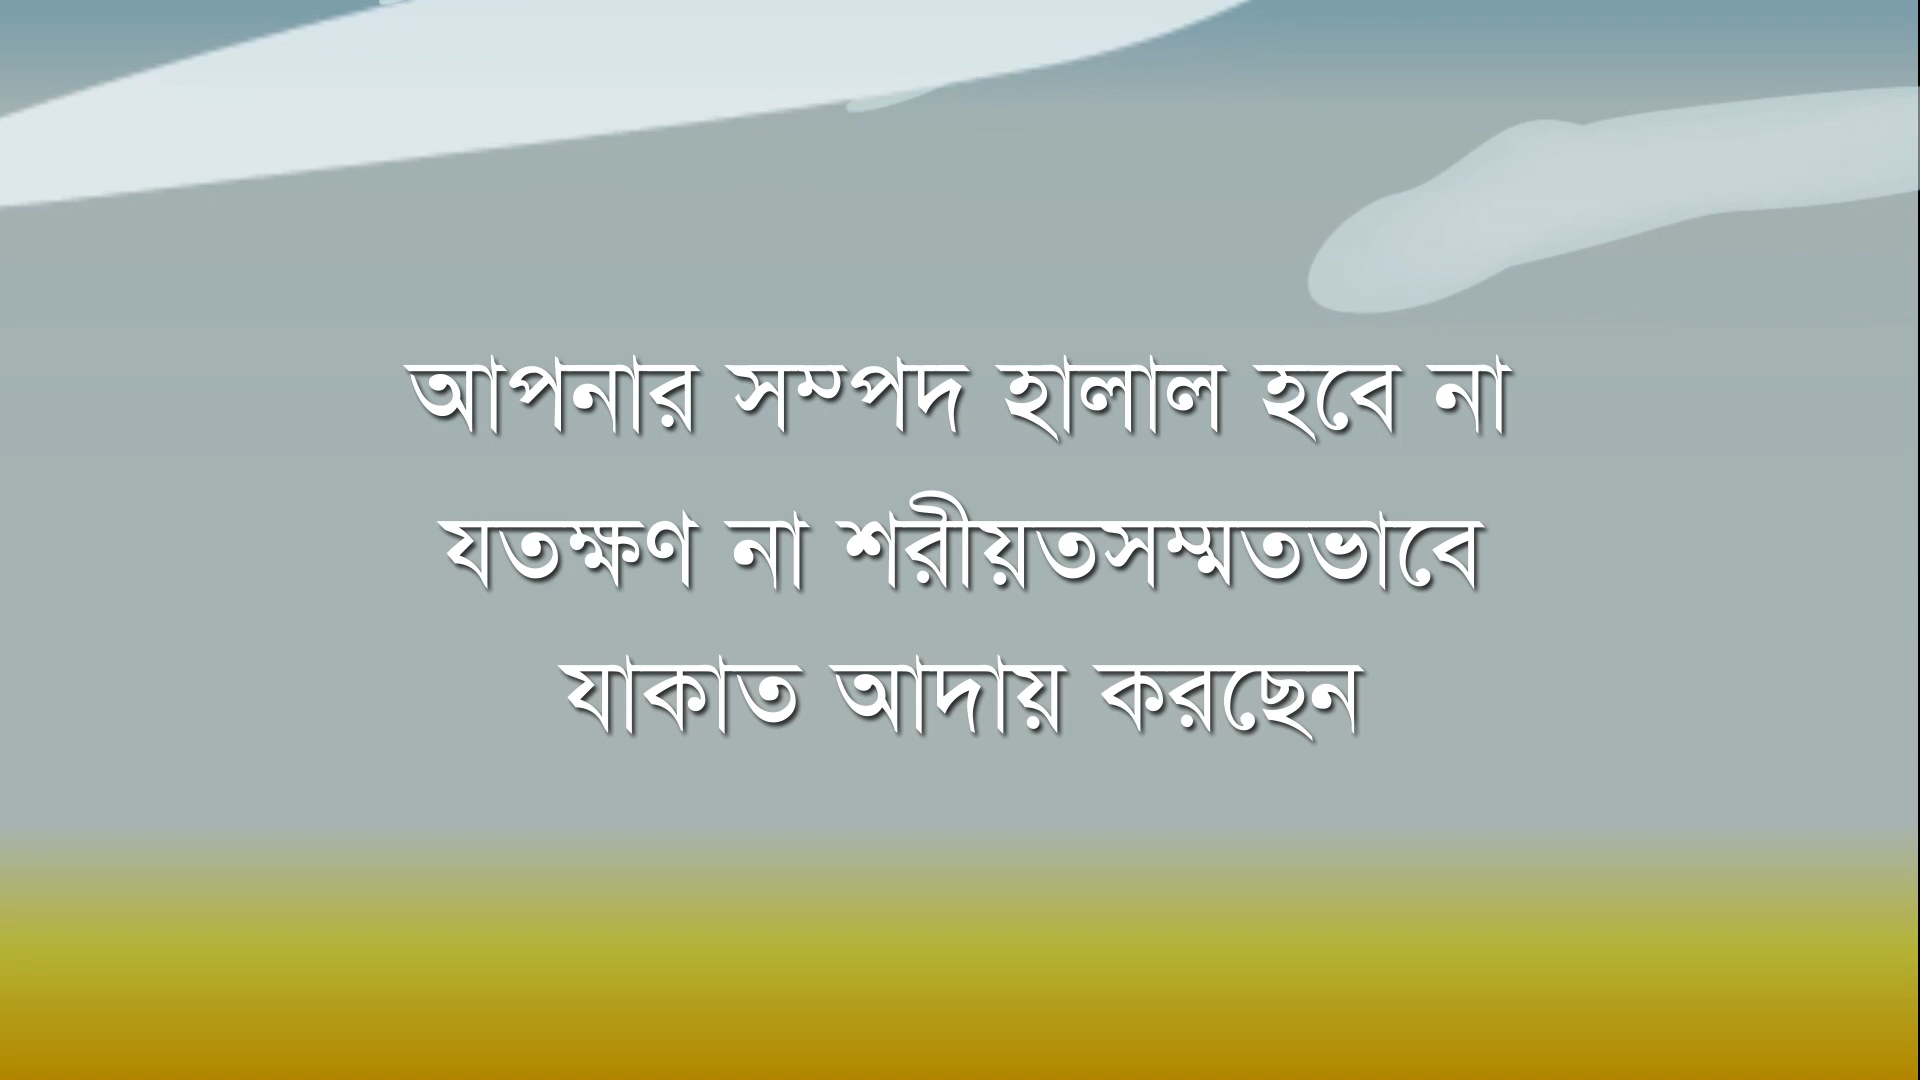 আপনার সম্পদ হালাল হবে না
যতক্ষণ না শরীয়তসম্মতভাবে
যাকাত আদায় করছেন